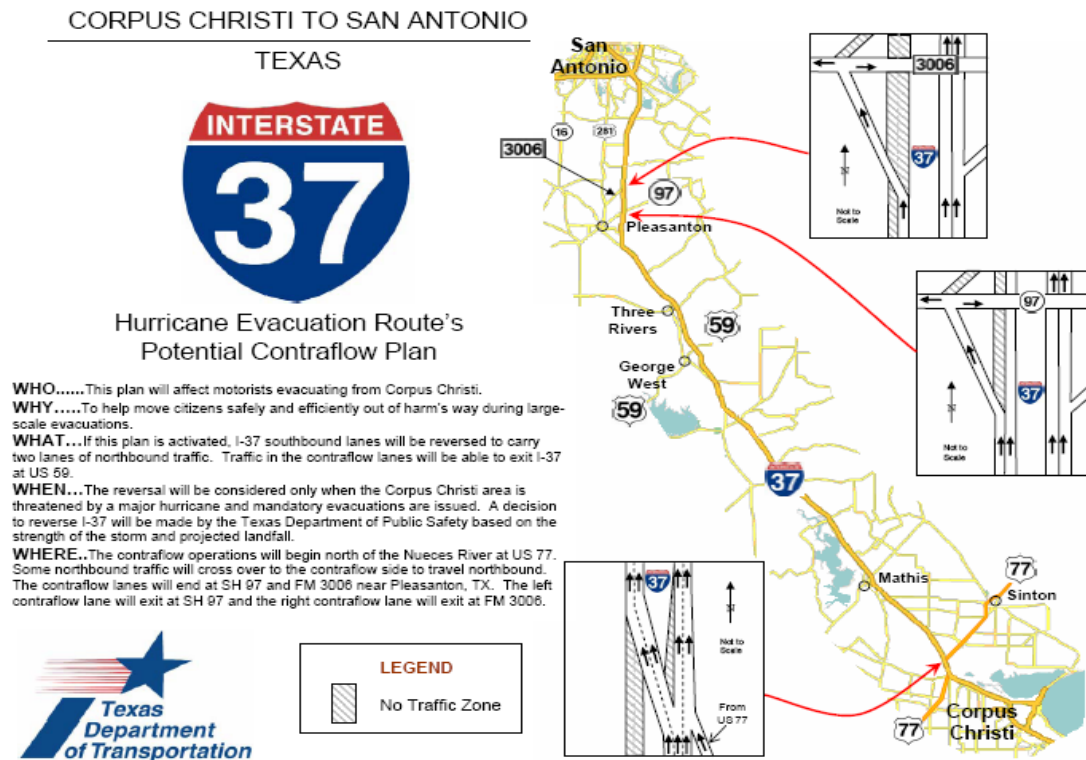 CORPUS CHRISTI TO SAN ANTONIO
TEXAS
INTERSTATE
37
Hurricane Evacuation Route's
Potential Contraflow Plan
WHO......This plan will affect motorists evacuating from Corpus Christi.
WHY.....To help move citizens safely and efficiently out of harm's way during large-
scale evacuations.
WHAT...If this plan is activated, I-37 southbound lanes will be reversed to carry
two lanes of northbound traffic. Traffic in the contraflow lanes will be able to exit I-37
at US 59.
WHEN...The reversal will be considered only when the Corpus Christi area is
threatened by a major hurricane and mandatory evacuations are issued. A decision
to reverse I-37 will be made by the Texas Department of Public Safety based on the
strength of the storm and projected landfall.
WHERE..The contraflow operations will begin north of the Nueces River at US 77.
Some northbound traffic will cross over to the contraflow side to travel northbound.
The contraflow lanes will end at SH 97 and FM 3006 near Pleasanton, TX. The left
contraflow lane will exit at SH 97 and the right contraflow lane will exit at FM 3006.
Texas
Department
of Transportation
LEGEND
No Traffic Zone
San
Antonio
16
281
3006
97
Pleasanton
Three
Rivers
59
George
West
59
37
Mathis
77
Sinton
77
Corpus
Christi
3006
37
N
Not to
Scale
97
37
N
Not to
Scale
37
N
Not to
Scale
From
US 77